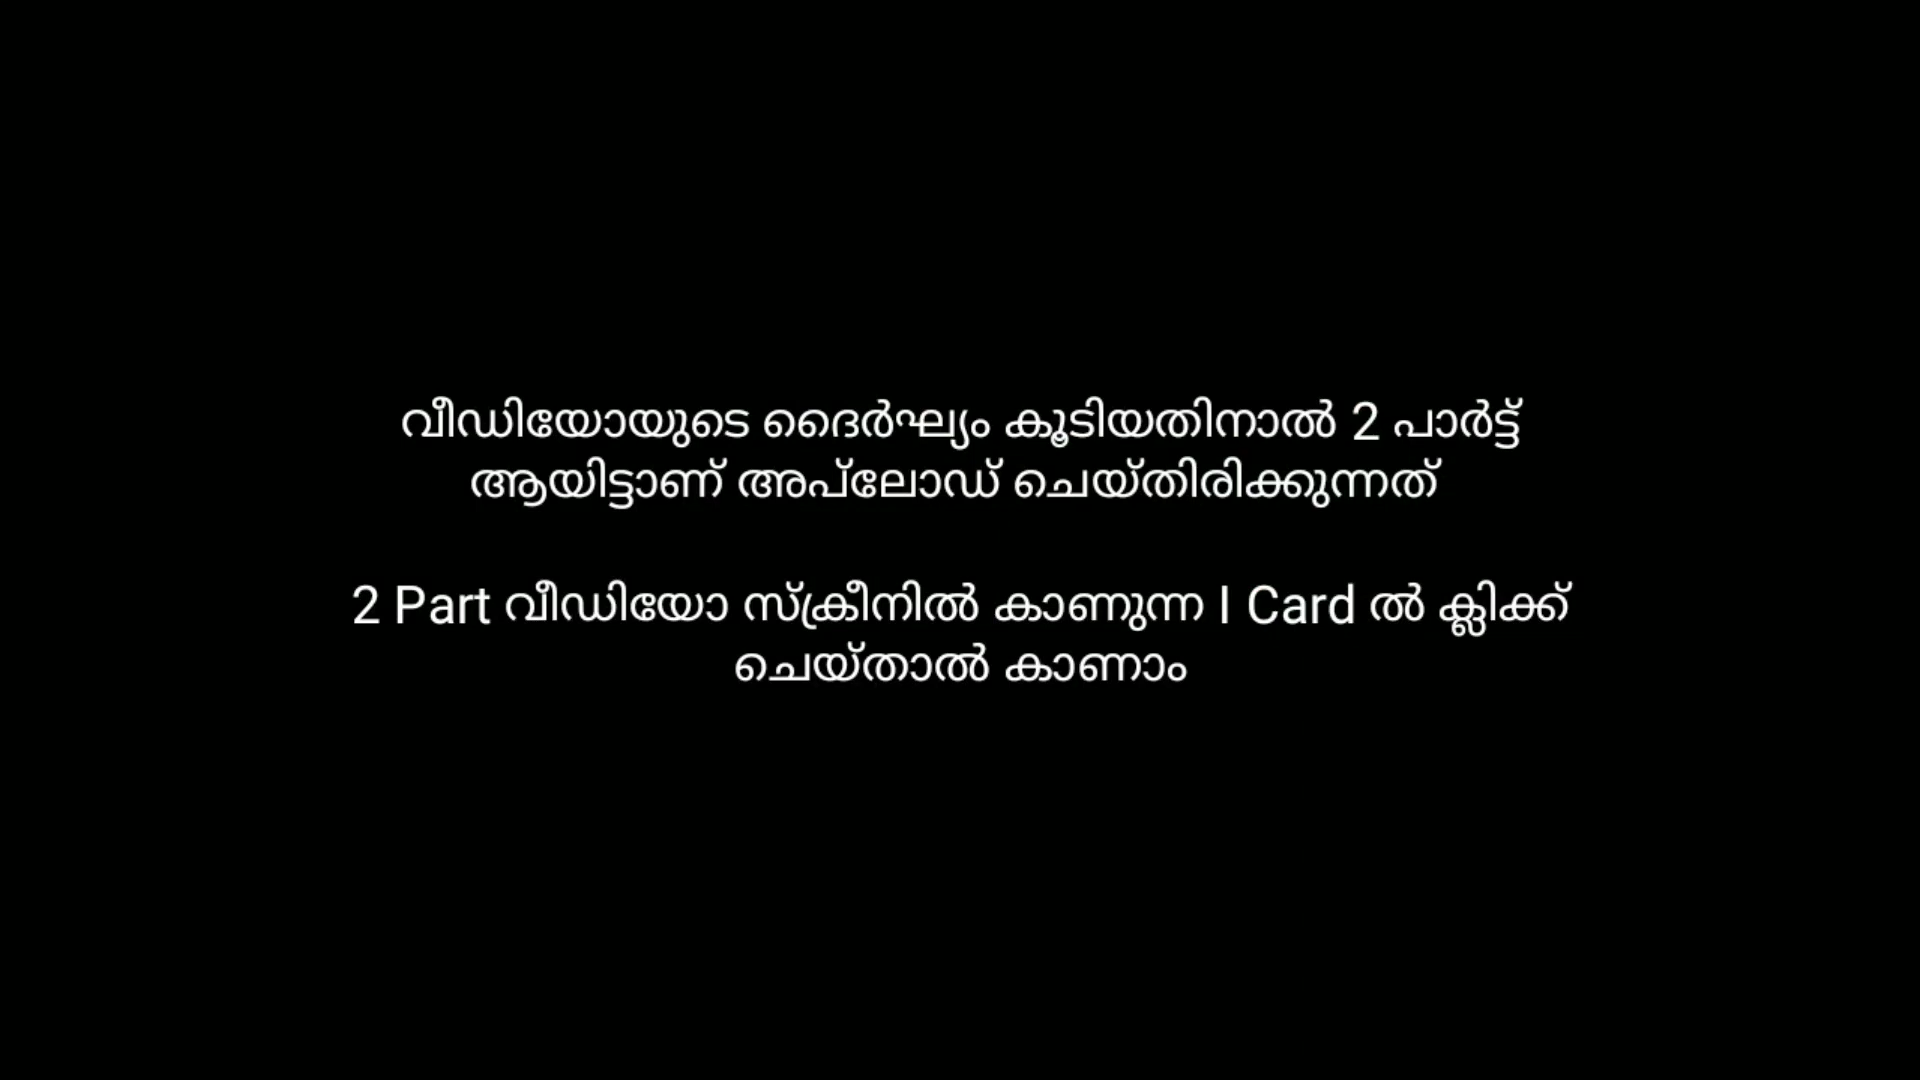 വീഡിയോയുടെ ദൈർഘ്യം കൂടിയതിനാൽ 2 പാർട്ട്
ആയിട്ടാണ് അപ്‌ലോഡ് ചെയ്തിരിക്കുന്നത്
2 Part വീഡിയോ സ്ക്രീനിൽ കാണുന്ന I Card ൽ ക്ലിക്ക്
ചെയ്താൽ കാണാം